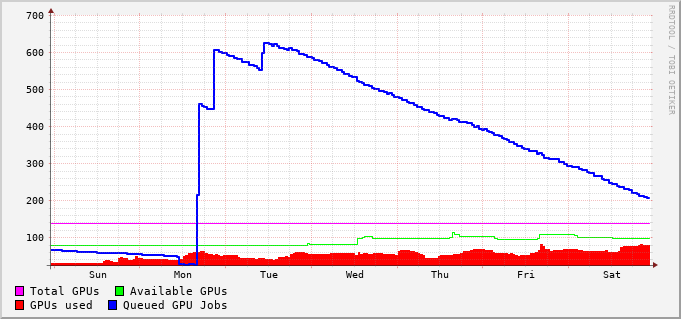 700
600
500
400
300
200
100
Sun Mon Tue Wed Thu Fri Sat
Total GPUs Available GPUs
GPUs used Queued GPU Jobs
RRDTOOL / TOBI OETIKER